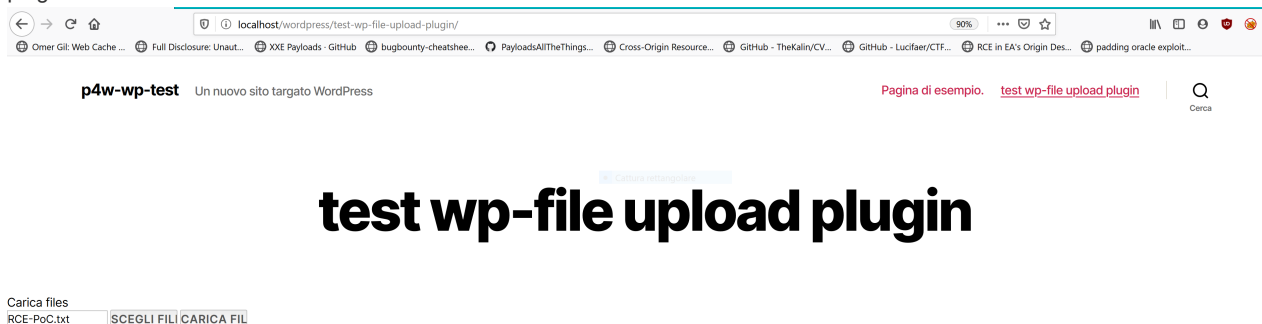 localhost/wordpress/test-wp-file-upload-plugin/ 90%
Omer Gil: Web Cache ... Full Disclosure: Unaut... XXE Payloads · GitHub bugbounty-cheatshee... PayloadsAllTheThings... Cross-Origin Resource... GitHub - TheKalin/CV... GitHub - Lucifaer/CTF... RCE in EA's Origin Des... padding oracle exploit...
p4w-wp-test Un nuovo sito targato WordPress Pagina di esempio. test wp-file upload plugin
Cerca
Cattura rettangolare
test wp-file upload plugin
Carica files
RCE-PoC.txt SCEGLI FILE CARICA FIL